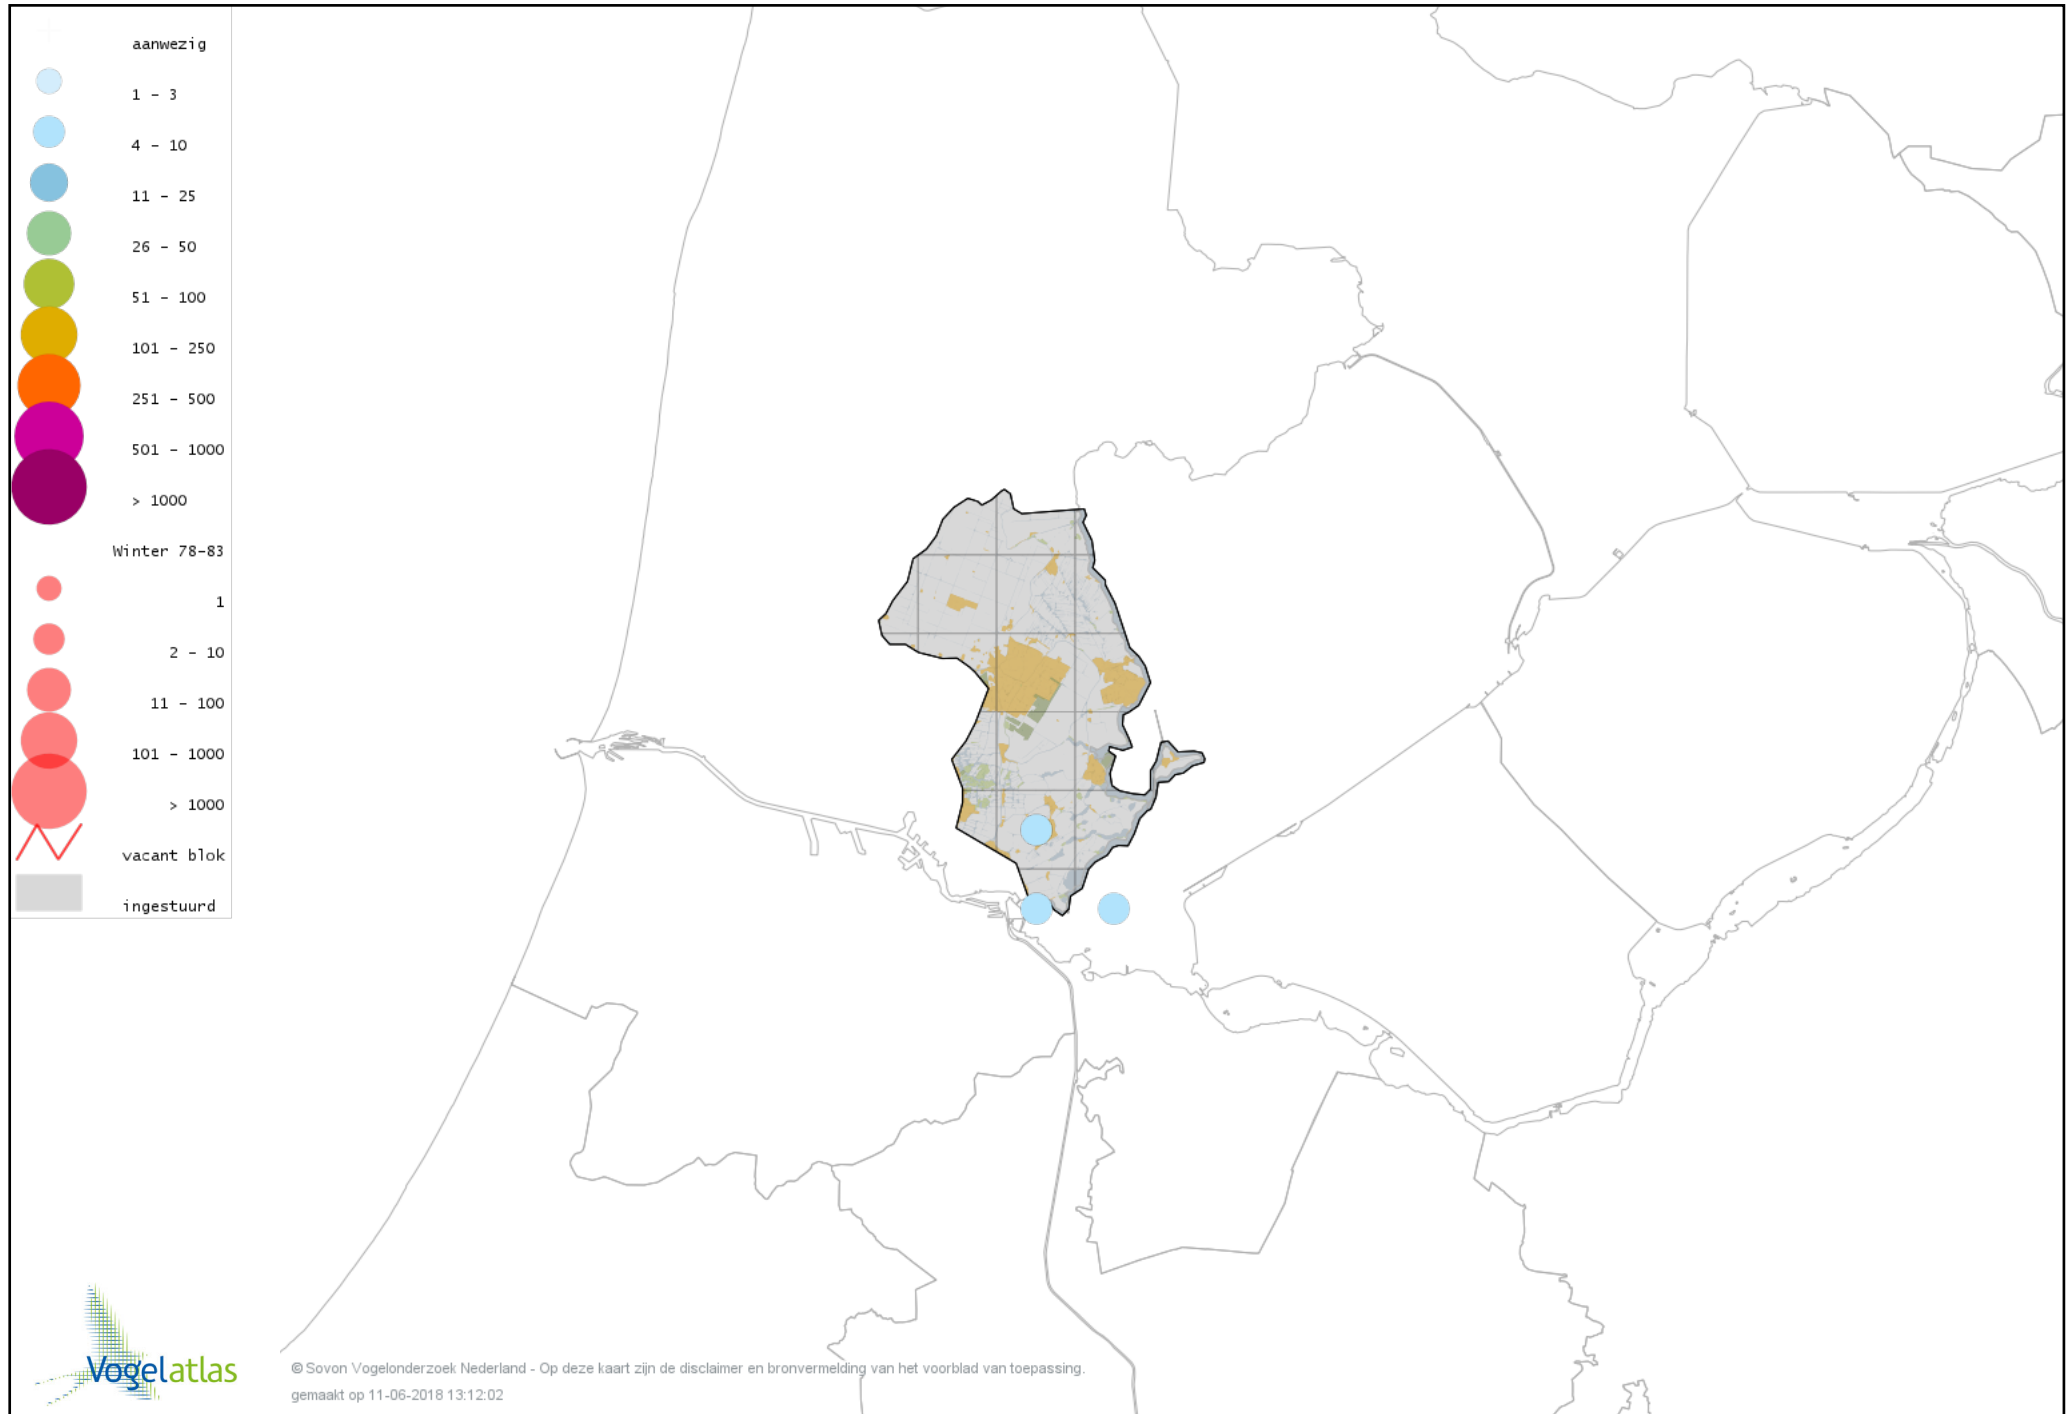 aanwezig
1 - 3
4 - 10
11 - 25
26 - 50
51 - 100
101 - 250
251 - 500
501 - 1000
> 1000
Winter 78-83
1
2 - 10
11 - 100
101 - 1000
> 1000
vacant blok
ingestuurd
Vogelatlas
© Sovon Vogelonderzoek Nederland - Op deze kaart zijn de disclaimer en bronvermelding van het voorblad van toepassing.
gemaakt op 11-06-2018 13:12:02